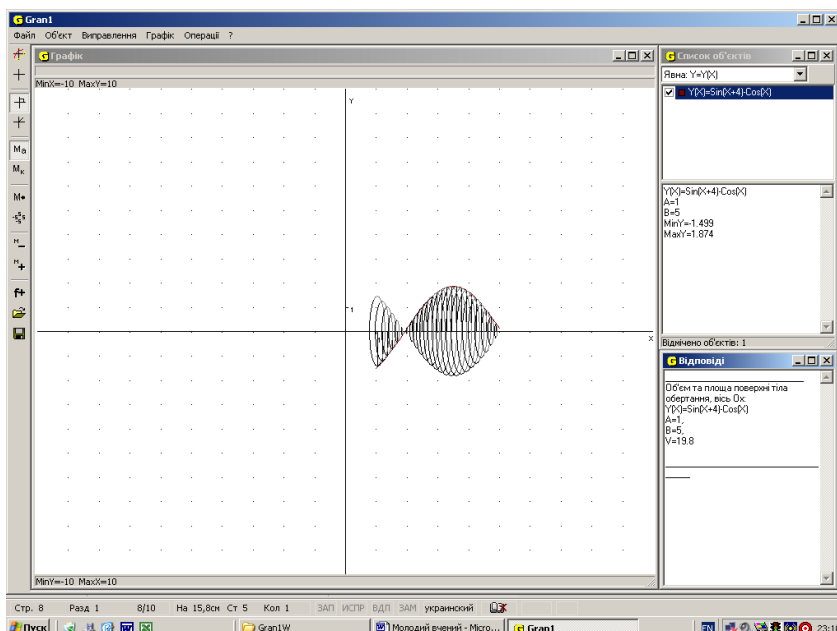 Gran1
Файл Об'єкт Виправлення Графік Операції ?
Графік
MinX=-10 MaxY=10
Y
1
X
MinY=-10 MaxX=10
Ma
Mк
M
M
M
f+
Список об'єктів
Явна: Y=Y(X)
Y(X)=Sin(X+4)-Cos(X)
Y(X)=Sin(X+4)-Cos(X)
A=1
B=5
MinY=-1.499
MaxY=1.874
Відмічено об'єктів: 1
Відповіді
Об'єм та площа поверхні тіла
обертання, вісь Ox:
Y(X)=Sin(X+4)-Cos(X)
A=1,
B=5,
V=19.8
Стр. 8 Разд 1 8/10 На 15,8см Ст 5 Кол 1 ЗАП ИСПР ВДЛ ЗАМ украинский
Пуск Gran1W Молодий вчений - Micro... Gran1 EN